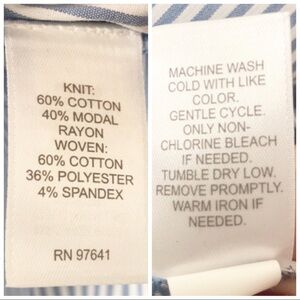 KNIT:
60% COTTON
40% MODAL
RAYON
WOVEN:
60% COTTON
36% POLYESTER
4% SPANDEX
RN 97641
MACHINE WASH
COLD WITH LIKE
COLOR.
GENTLE CYCLE.
ONLY NON-
CHLORINE BLEACH
IF NEEDED.
TUMBLE DRY LOW.
REMOVE PROMPTLY.
WARM IRON IF
NEEDED.